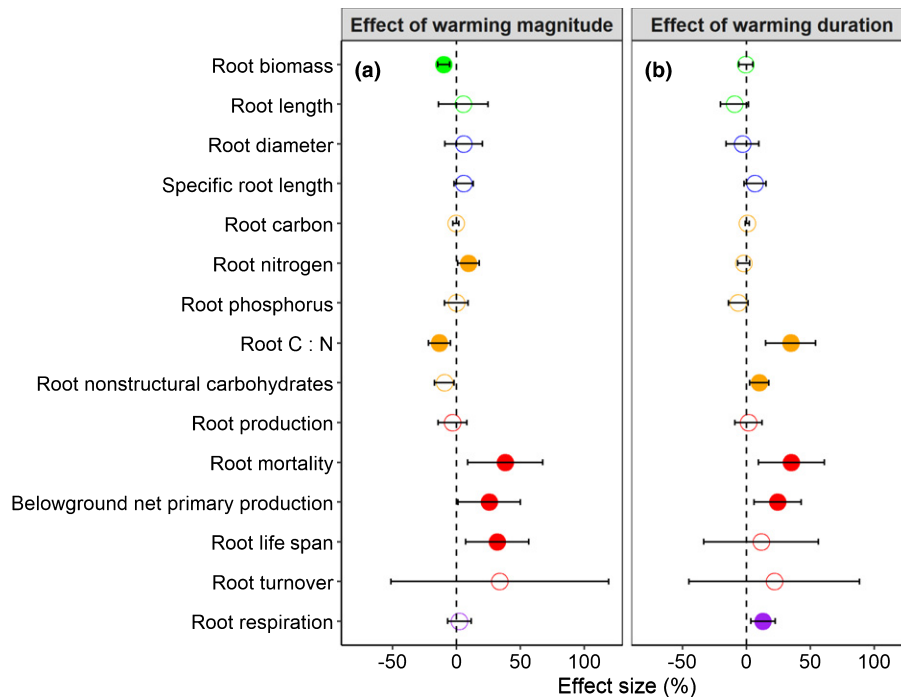 Effect of warming magnitude
Effect of warming duration
(a)
(b)
Root biomass
Root length
Root diameter
Specific root length
Root carbon
Root nitrogen
Root phosphorus
Root C : N
Root nonstructural carbohydrates
Root production
Root mortality
Belowground net primary production
Root life span
Root turnover
Root respiration
-50 0 50 100
-50 0 50 100
Effect size (%)